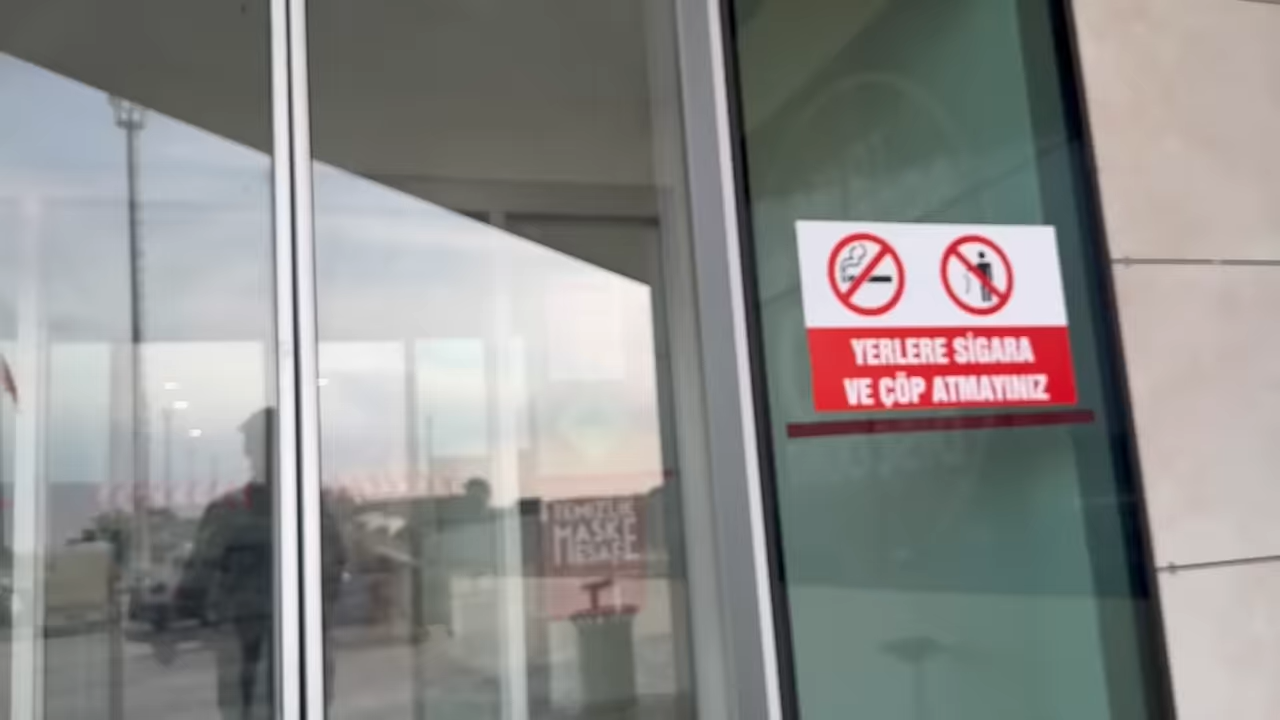 YERLERE SİGARA
VE ÇÖP ATMAYINIZ
TEMİZLİK
MASKE
MESAFE